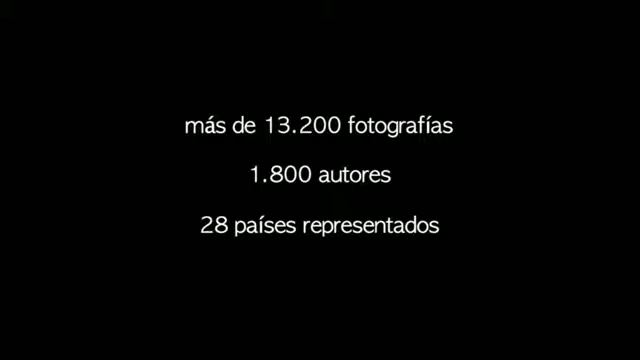 más de 13.200 fotografías
1.800 autores
28 países representados